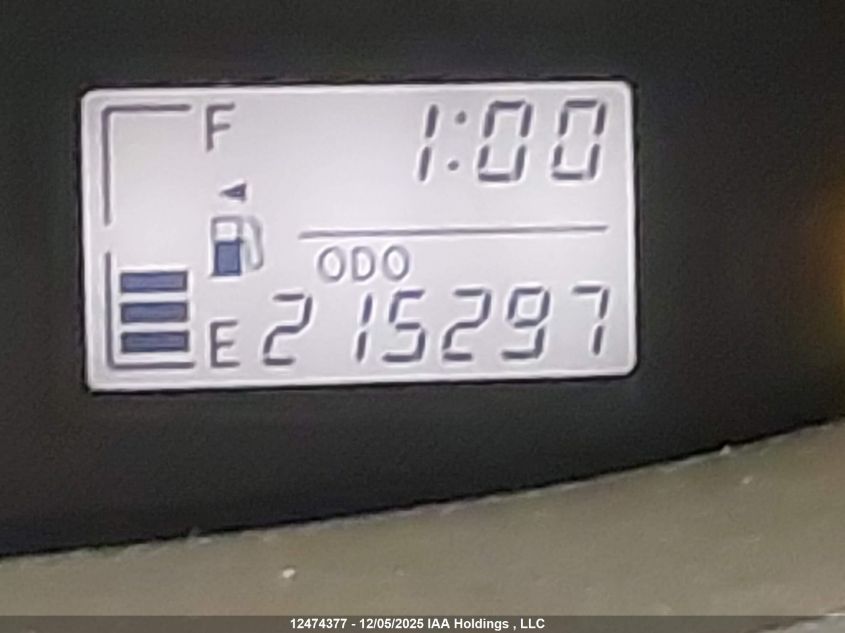 F 1:00
ODO
E 215297
12474377 - 12/05/2025 IAA Holdings , LLC